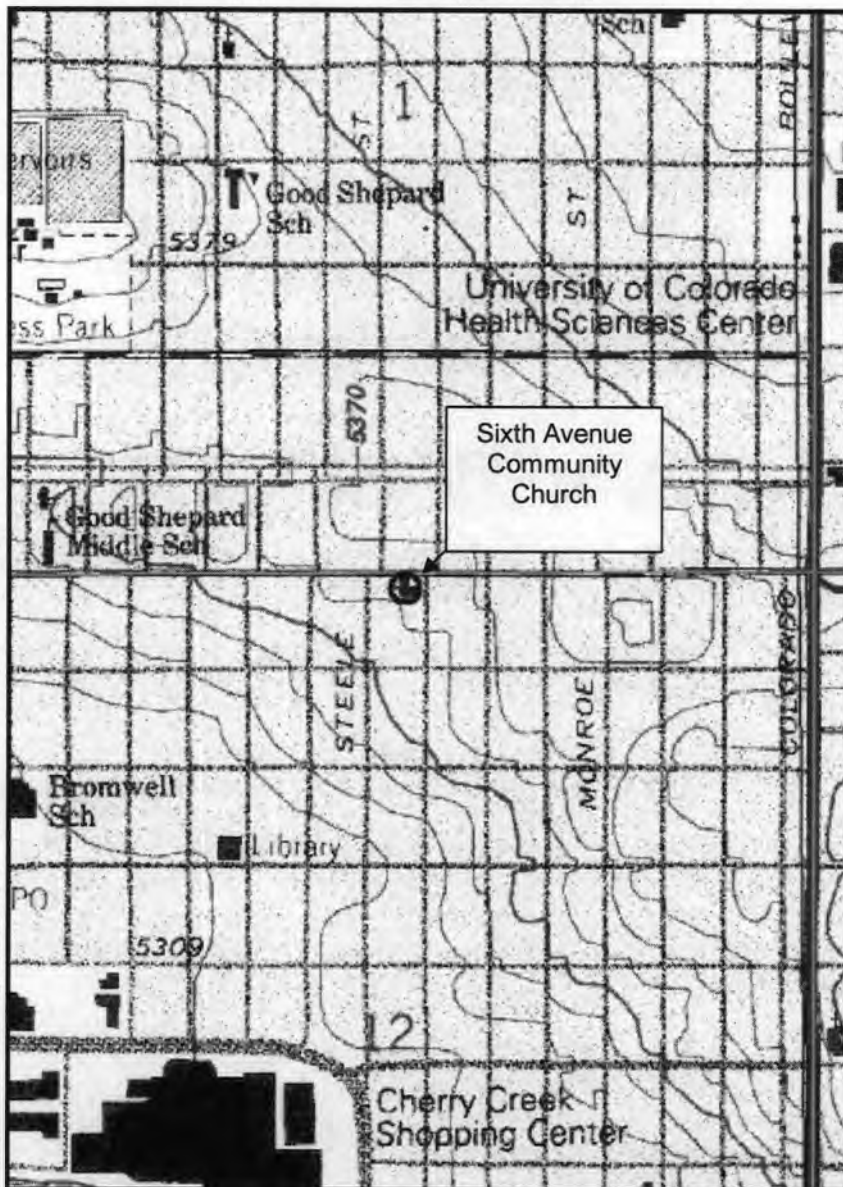 Sch
1
ST
BOULEV
ervoirs
Good Shepard
Sch
ST
5379
University of Colorado
Health Sciences Center
ess Park
5370
Sixth Avenue
Community
Church
Good Shepard
Middle Sch
STEELE
MONROE
COLORADO
Bromwell
Sch
Library
PO
5309
12
Cherry Creek
Shopping Center